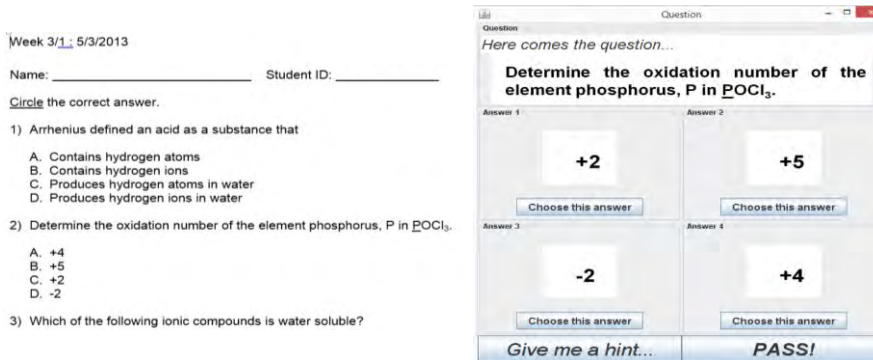 Week 3/1 : 5/3/2013
Name: ____________________________ Student ID: _______________
Circle the correct answer.
1) Arrhenius defined an acid as a substance that
A. Contains hydrogen atoms
B. Contains hydrogen ions
C. Produces hydrogen atoms in water
D. Produces hydrogen ions in water
2) Determine the oxidation number of the element phosphorus, P in POCl₃.
A. +4
B. +5
C. +2
D. -2
3) Which of the following ionic compounds is water soluble?
Question
Question
Here comes the question...
Determine the oxidation number of the
element phosphorus, P in POCl₃.
Answer 1
+2
Choose this answer
Answer 2
+5
Choose this answer
Answer 3
-2
Choose this answer
Answer 4
+4
Choose this answer
Give me a hint...
PASS!